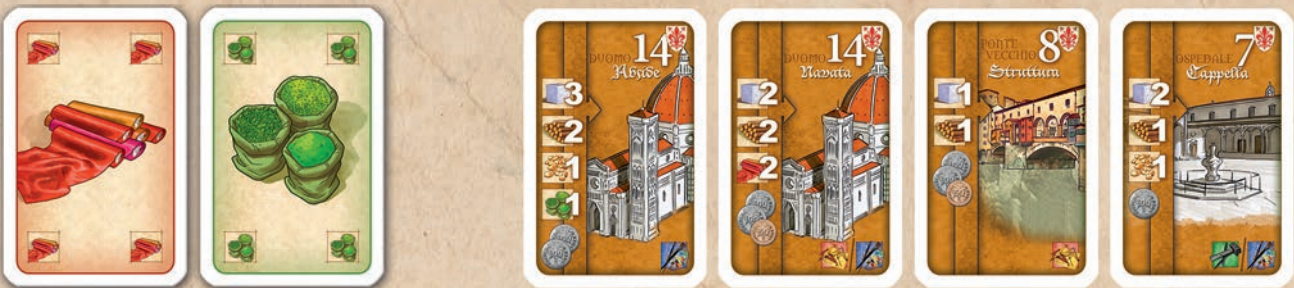 14
DUOMO
Abside
3
2
1
1
14
DUOMO
Navata
2
2
2
8
PONTE
VECCHIO
Struttura
1
1
7
OSPEDALE
Cappella
2
1
1